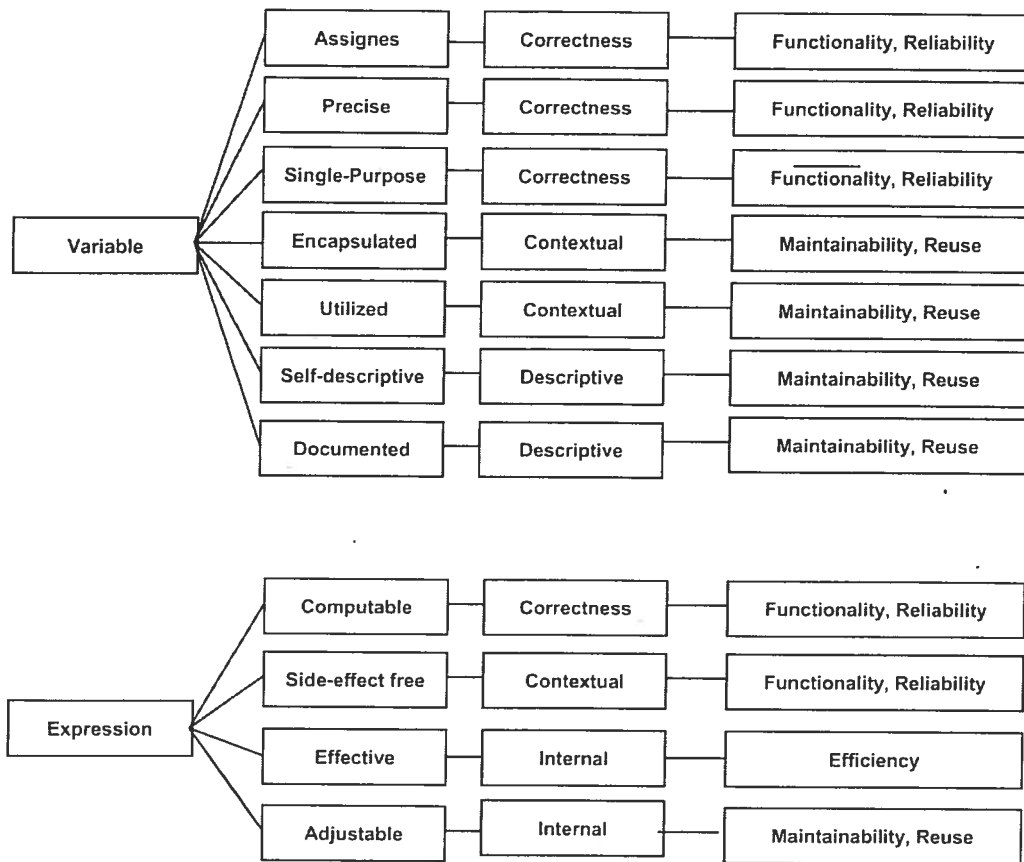 Assignes Correctness Functionality, Reliability
Precise Correctness Functionality, Reliability
Single-Purpose Correctness Functionality, Reliability
Variable Encapsulated Contextual Maintainability, Reuse
Utilized Contextual Maintainability, Reuse
Self-descriptive Descriptive Maintainability, Reuse
Documented Descriptive Maintainability, Reuse
Computable Correctness Functionality, Reliability
Side-effect free Contextual Functionality, Reliability
Expression
Effective Internal Efficiency
Adjustable Internal Maintainability, Reuse